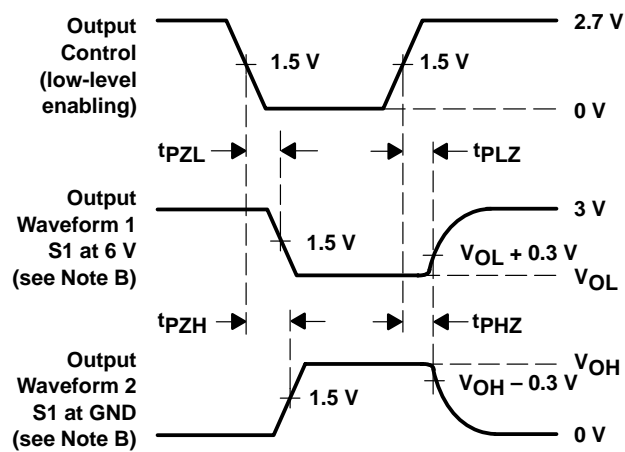 Output
Control
(low-level
enabling)
2.7 V
1.5 V
1.5 V
0 V
tPZL
tPLZ
Output
Waveform 1
S1 at 6 V
(see Note B)
3 V
1.5 V
VOL + 0.3 V
VOL
tPZH
tPHZ
Output
Waveform 2
S1 at GND
(see Note B)
VOH
VOH – 0.3 V
1.5 V
0 V